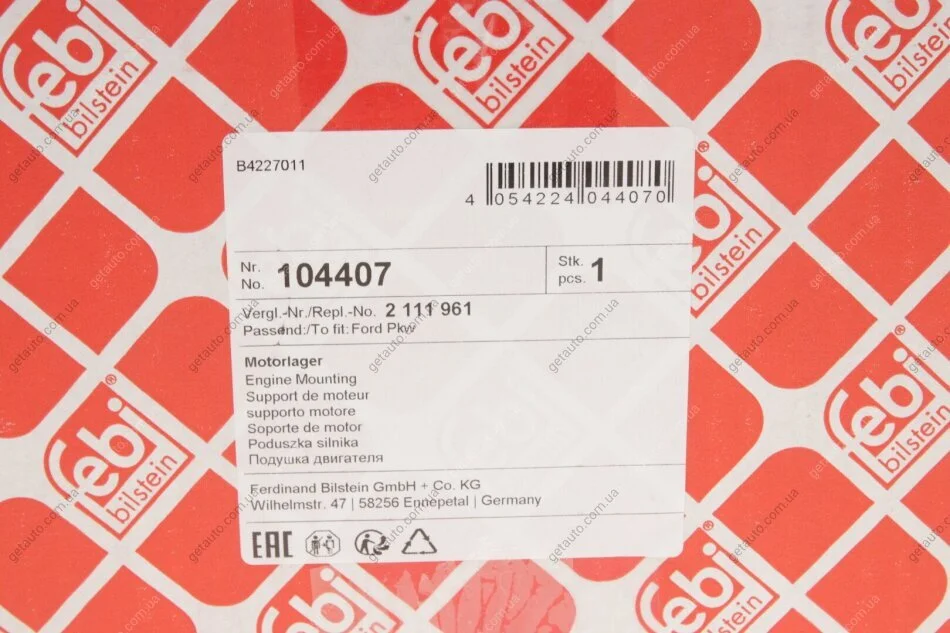 febi
bilstein
®
B4227011
4 054224 044070
Nr.
No. 104407
Stk.
pcs. 1
Vergl.-Nr./Repl.-No. 2 111 961
Passend:/To fit: Ford Pkw
Motorlager
Engine Mounting
Support de moteur
supporto motore
Soporte de motor
Poduszka silnika
Подушка двигателя
Ferdinand Bilstein GmbH + Co. KG
Wilhelmstr. 47 | 58256 Ennepetal | Germany
EAC
getauto.com.ua